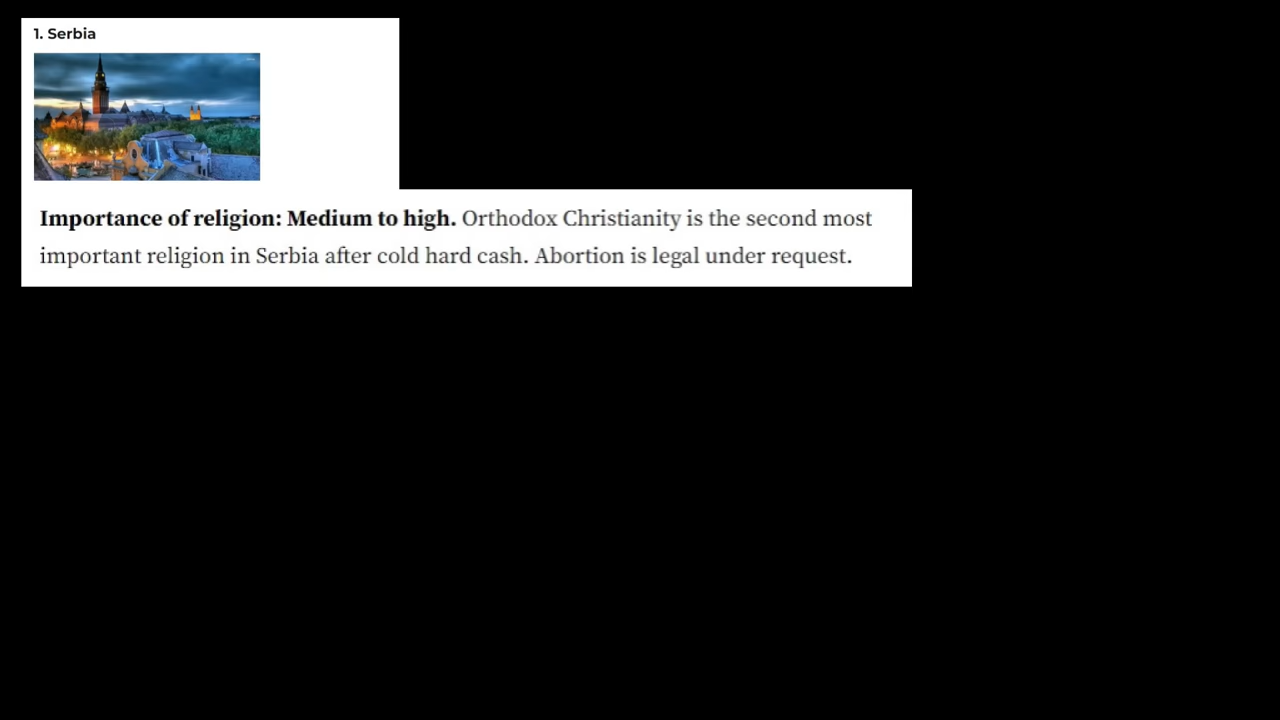 1. Serbia
Importance of religion: Medium to high. Orthodox Christianity is the second most
important religion in Serbia after cold hard cash. Abortion is legal under request.